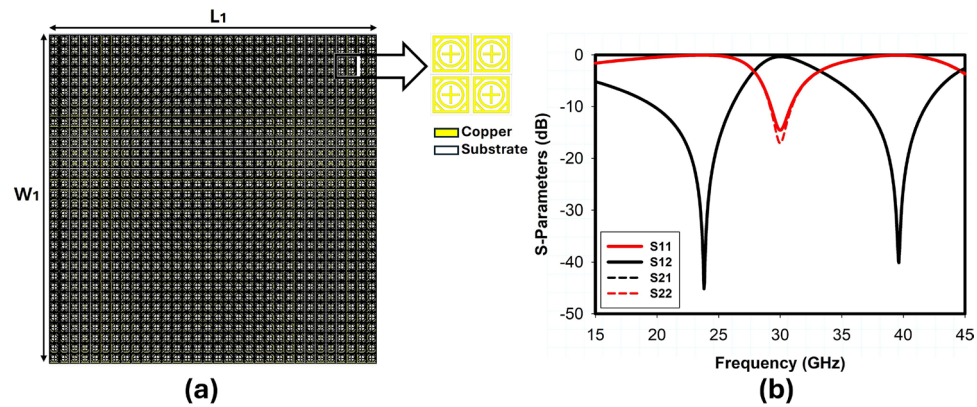 L1
W1
Copper
Substrate
(a)
S-Parameters (dB)
0
-10
-20
-30
-40
-50
S11
S12
S21
S22
15
20
25
30
35
40
45
Frequency (GHz)
(b)